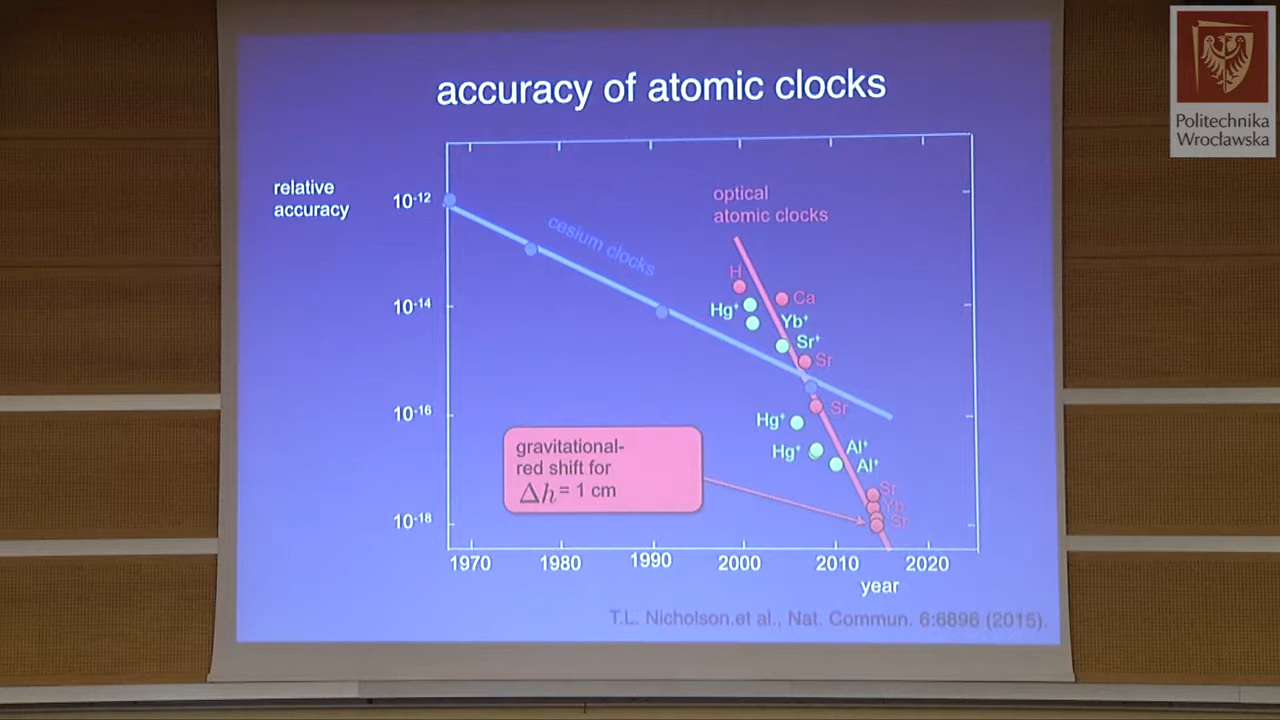 Politechnika
Wrocławska
accuracy of atomic clocks
relative
accuracy
10-12
10-14
10-16
10-18
cesium clocks
optical
atomic clocks
H
Ca
Hg+
Yb+
Sr+
Sr
Sr
Hg+
Hg+
Al+
Al+
Sr
Yb
Sr
gravitational-
red shift for
Δh = 1 cm
1970 1980 1990 2000 2010 2020
year
T.L. Nicholson.et al., Nat. Commun. 6:6896 (2015).